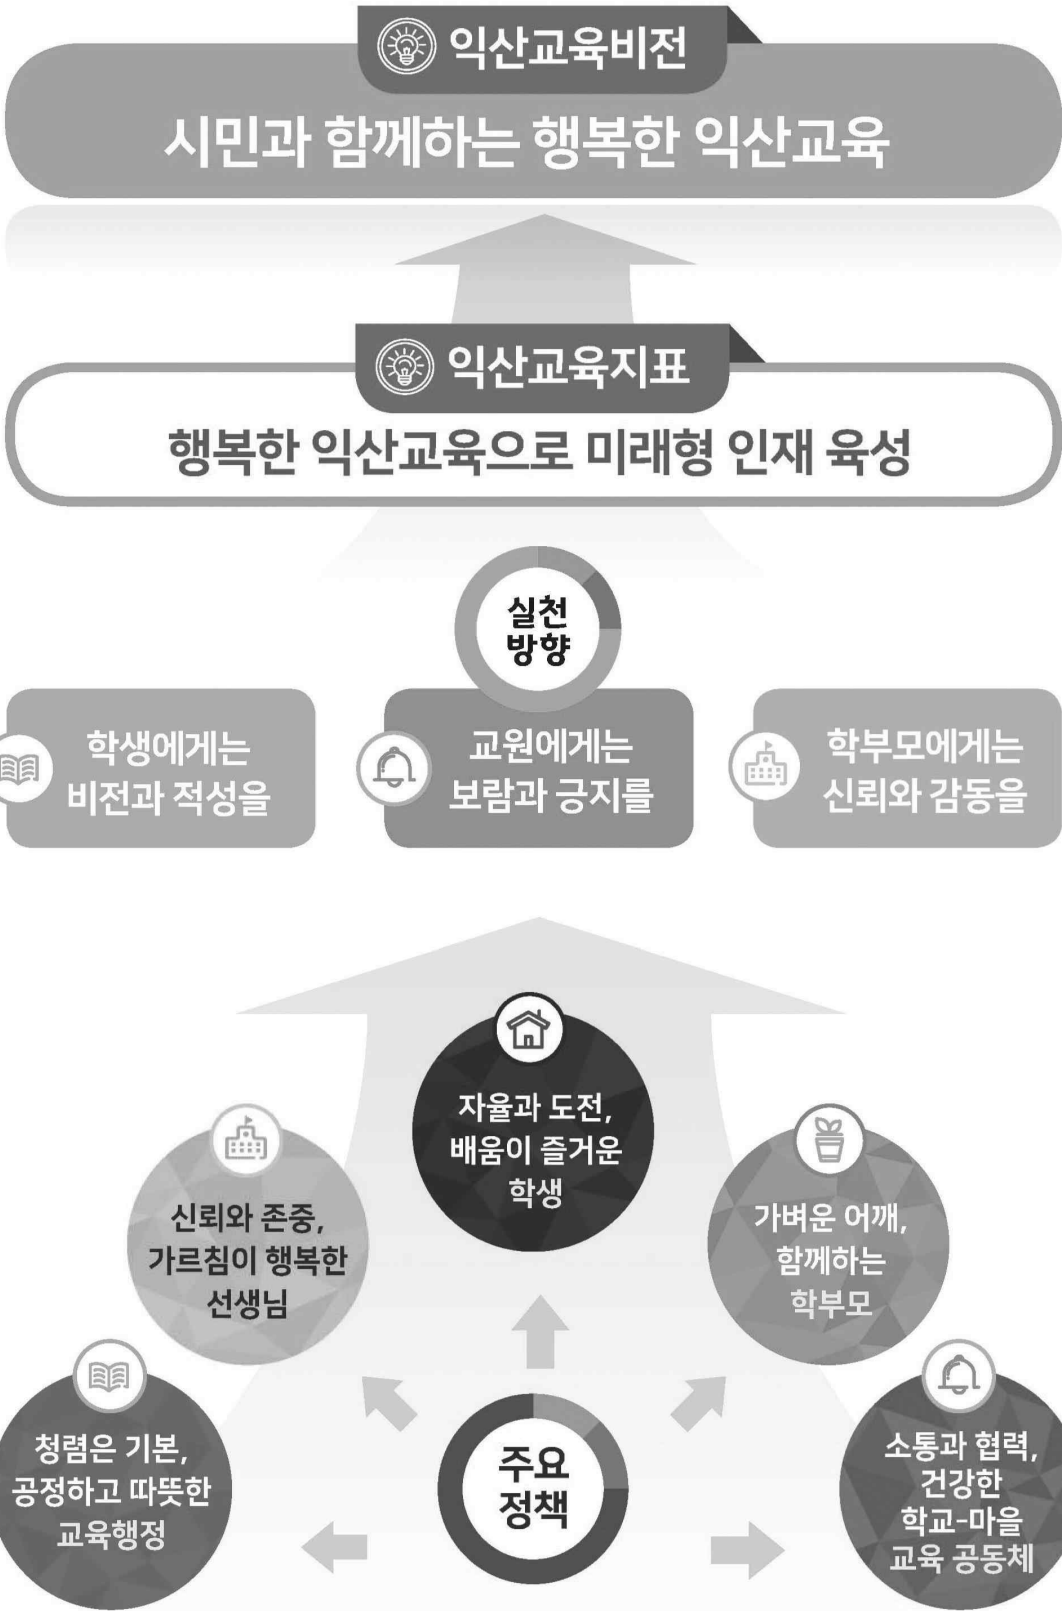 익산교육비전
시민과 함께하는 행복한 익산교육
익산교육지표
행복한 익산교육으로 미래형 인재 육성
실천
방향
학생에게는
비전과 적성을
교원에게는
보람과 긍지를
학부모에게는
신뢰와 감동을
자율과 도전,
배움이 즐거운
학생
신뢰와 존중,
가르침이 행복한
선생님
가벼운 어깨,
함께하는
학부모
청렴은 기본,
공정하고 따뜻한
교육행정
주요
정책
소통과 협력,
건강한
학교-마을
교육 공동체